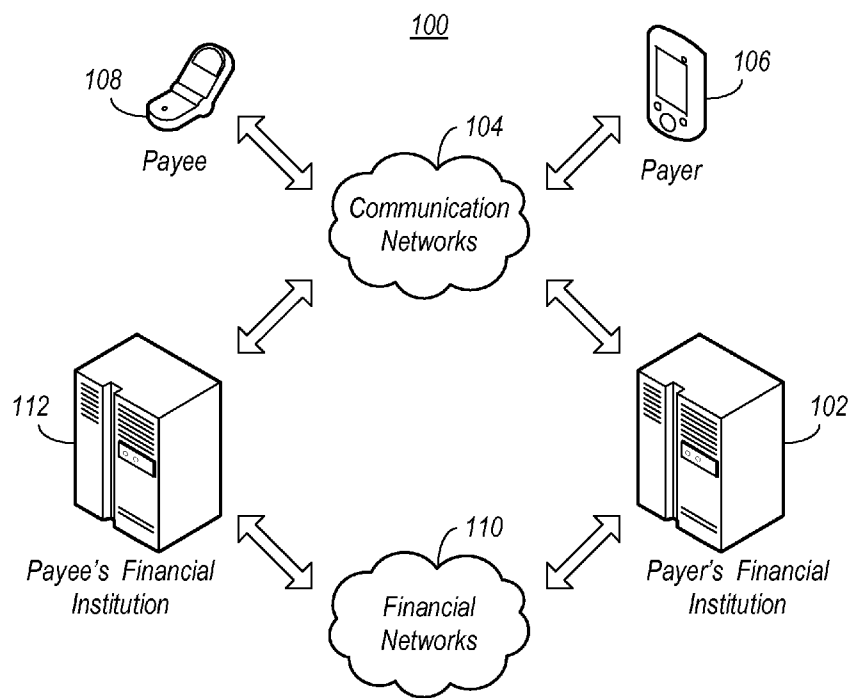 100
108
106
Payee
104
Payer
Communication
Networks
112
102
Payee's Financial
Institution
110
Payer's Financial
Institution
Financial
Networks